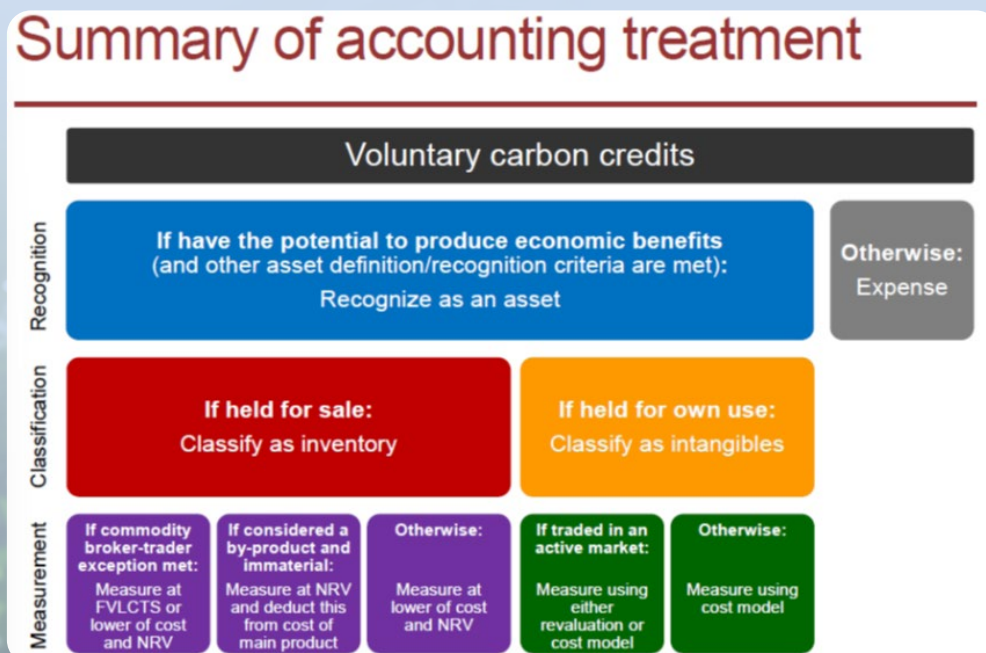 Summary of accounting treatment
Voluntary carbon credits
Recognition
If have the potential to produce economic benefits
(and other asset definition/recognition criteria are met):
Recognize as an asset
Otherwise:
Expense
Classification
If held for sale:
Classify as inventory
If held for own use:
Classify as intangibles
Measurement
If commodity
broker-trader
exception met:
Measure at
FVLCTS or
lower of cost
and NRV
If considered a
by-product and
immaterial:
Measure at NRV
and deduct this
from cost of
main product
Otherwise:
Measure at
lower of cost
and NRV
If traded in an
active market:
Measure using
either
revaluation or
cost model
Otherwise:
Measure using
cost model